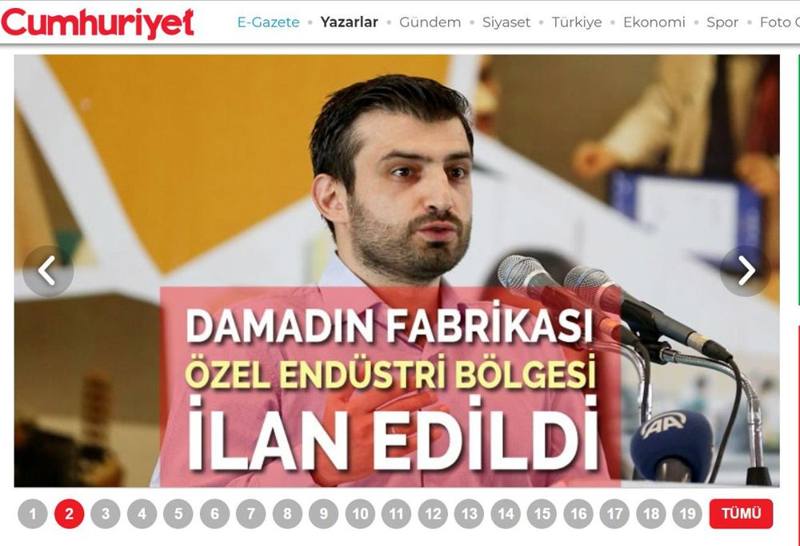 Cumhuriyet
E-Gazete • Yazarlar • Gündem • Siyaset • Türkiye • Ekonomi • Spor • Foto
DAMADIN FABRİKASI
ÖZEL ENDÜSTRİ BÖLGESİ
İLAN EDİLDİ
AA
1 2 3 4 5 6 7 8 9 10 11 12 13 14 15 16 17 18 19 TÜMÜ